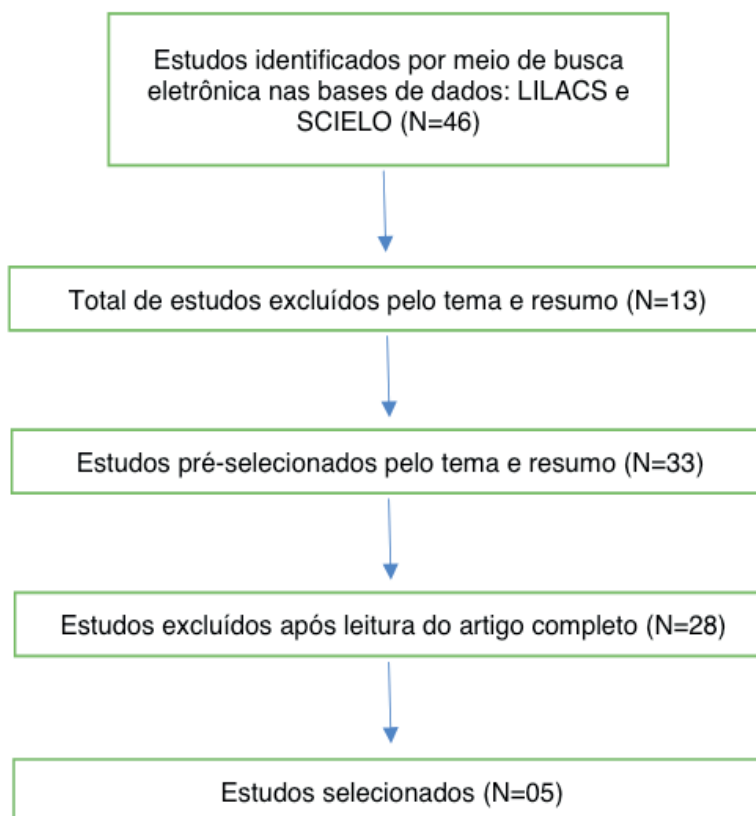 Estudos identificados por meio de busca
eletrônica nas bases de dados: LILACS e
SCIELO (N=46)
Total de estudos excluídos pelo tema e resumo (N=13)
Estudos pré-selecionados pelo tema e resumo (N=33)
Estudos excluídos após leitura do artigo completo (N=28)
Estudos selecionados (N=05)